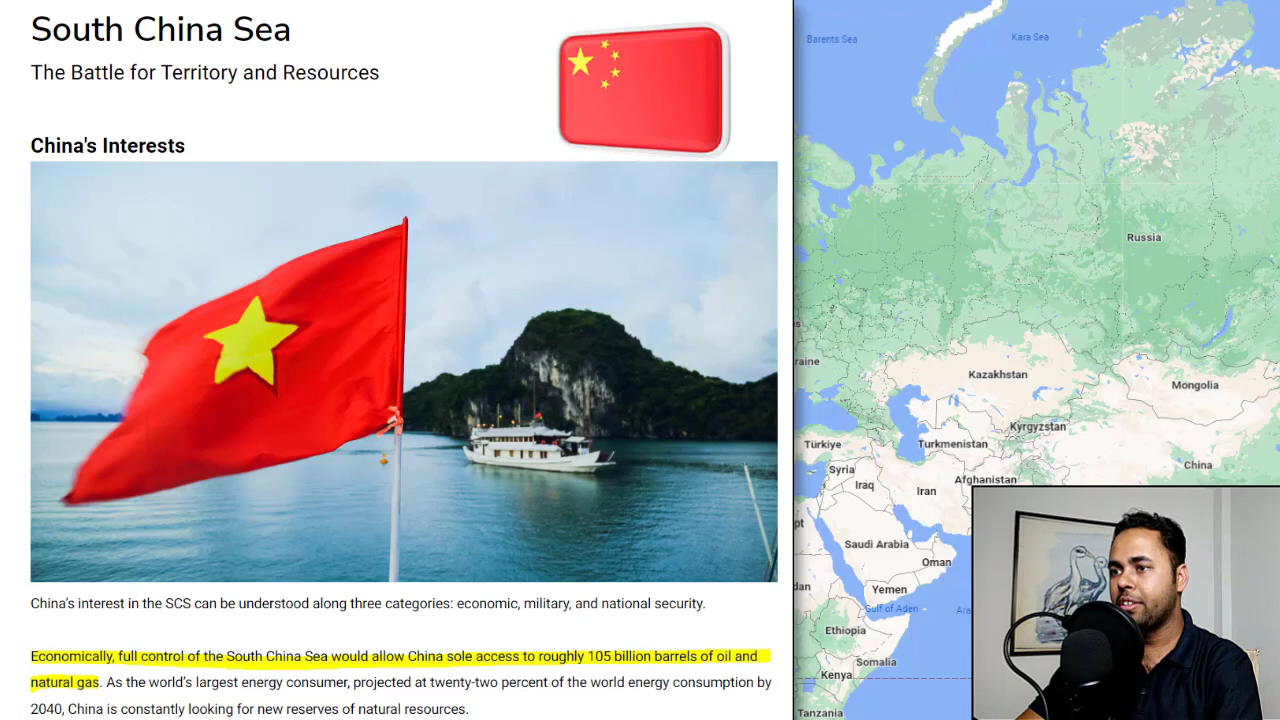 South China Sea
The Battle for Territory and Resources
China's Interests
China's interest in the SCS can be understood along three categories: economic, military, and national security.
Economically, full control of the South China Sea would allow China sole access to roughly 105 billion barrels of oil and
natural gas. As the world's largest energy consumer, projected at twenty-two percent of the world energy consumption by
2040, China is constantly looking for new reserves of natural resources.
Barents Sea
Kara Sea
Russia
raine
Kazakhstan
Mongolia
Kyrgyzstan
Türkiye
Turkmenistan
China
Syria
Afghanistan
Iraq
Iran
pt
Saudi Arabia
Oman
dan
Yemen
Gulf of Aden
Ara
Ethiopia
Somalia
Kenya
Tanzania